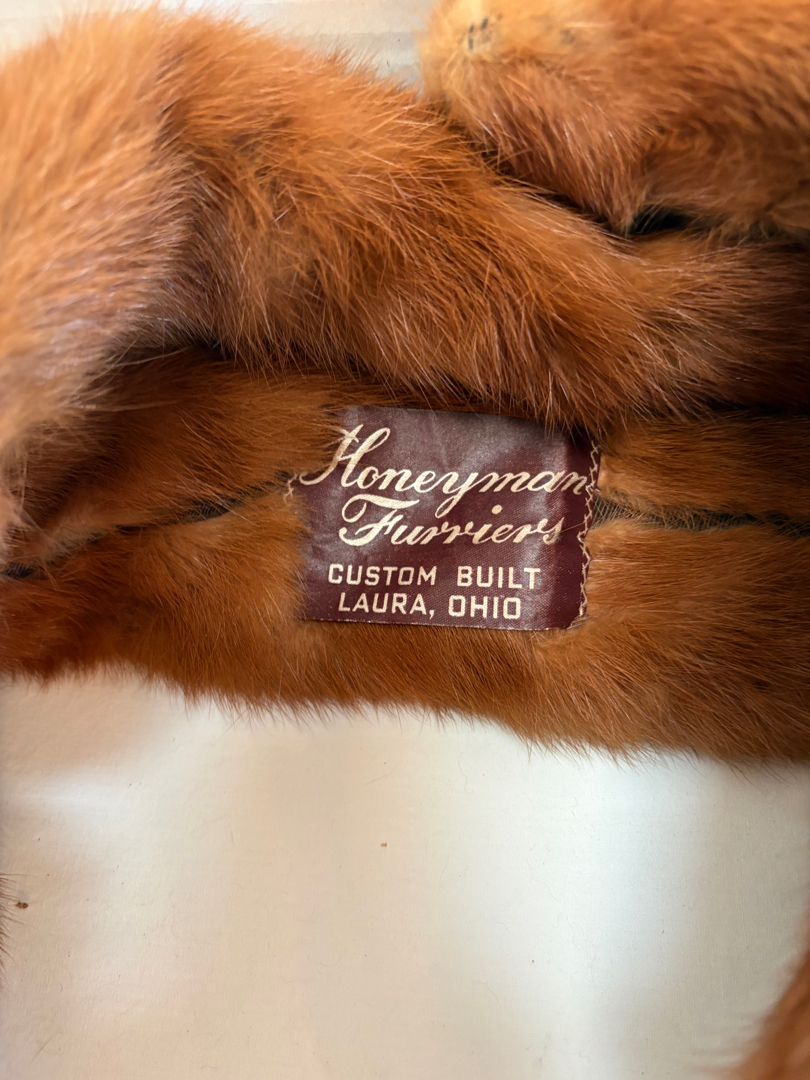 Honeyman
Furriers
CUSTOM BUILT
LAURA, OHIO